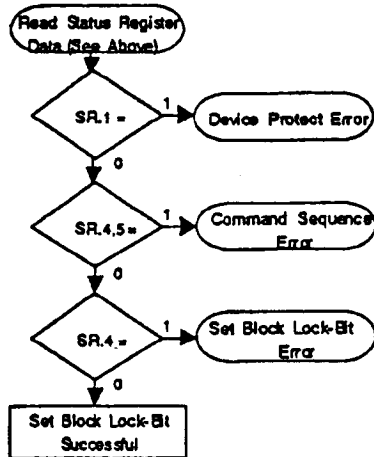 Read Status Register
Data (See Above)
SR.1 =
1
Device Protect Error
0
SR.4,5 =
1
Command Sequence
Error
0
SR.4 =
1
Set Block Lock-Bit
Error
0
Set Block Lock-Bit
Successful